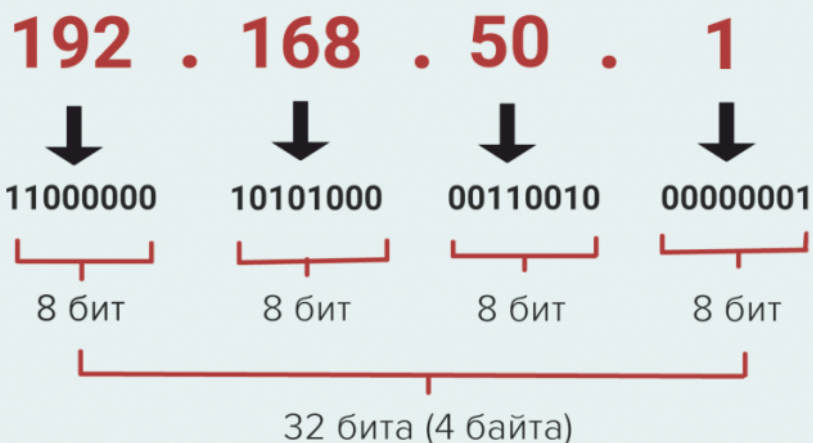 192 . 168 . 50 . 1
11000000 10101000 00110010 00000001
8 бит 8 бит 8 бит 8 бит
32 бита (4 байта)